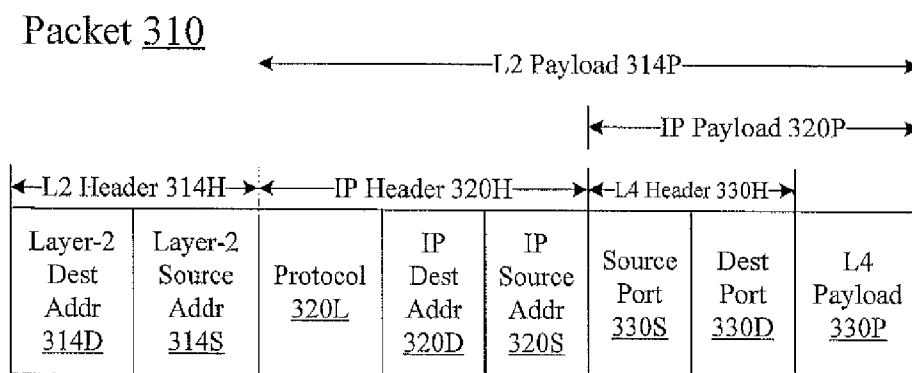 Packet 310
L2 Payload 314P
IP Payload 320P
L2 Header 314H
IP Header 320H
L4 Header 330H
Layer-2
Dest
Addr
314D
Layer-2
Source
Addr
314S
Protocol
320L
IP
Dest
Addr
320D
IP
Source
Addr
320S
Source
Port
330S
Dest
Port
330D
L4
Payload
330P